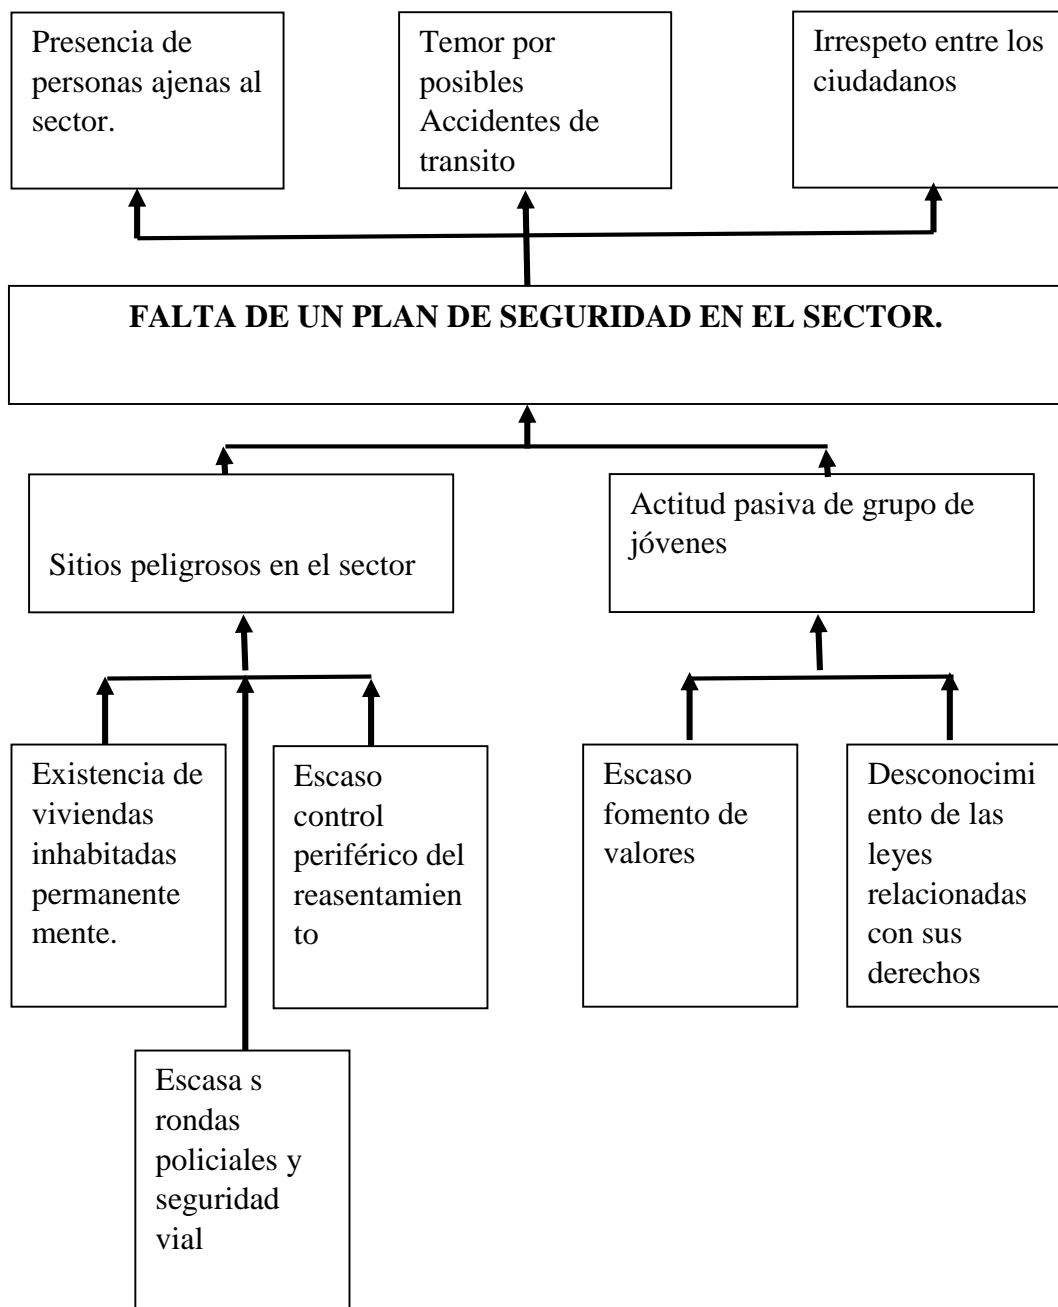 Presencia de
personas ajenas al
sector.
Temor por
posibles
Accidentes de
transito
Irrespeto entre los
ciudadanos
FALTA DE UN PLAN DE SEGURIDAD EN EL SECTOR.
Sitios peligrosos en el sector
Actitud pasiva de grupo de
jóvenes
Existencia de
viviendas
inhabitadas
permanente
mente.
Escaso
control
periférico del
reasentamien
to
Escaso
fomento de
valores
Desconocimi
ento de las
leyes
relacionadas
con sus
derechos
Escasa s
rondas
policiales y
seguridad
vial